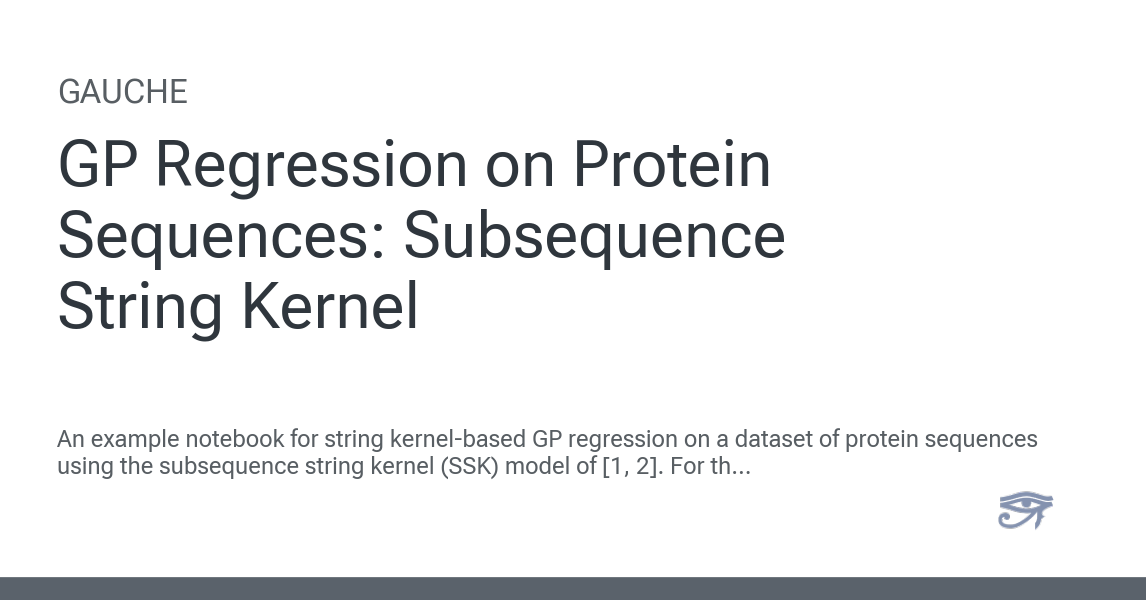 GAUCHE
GP Regression on Protein
Sequences: Subsequence
String Kernel
An example notebook for string kernel-based GP regression on a dataset of protein sequences
using the subsequence string kernel (SSK) model of [1, 2]. For th...